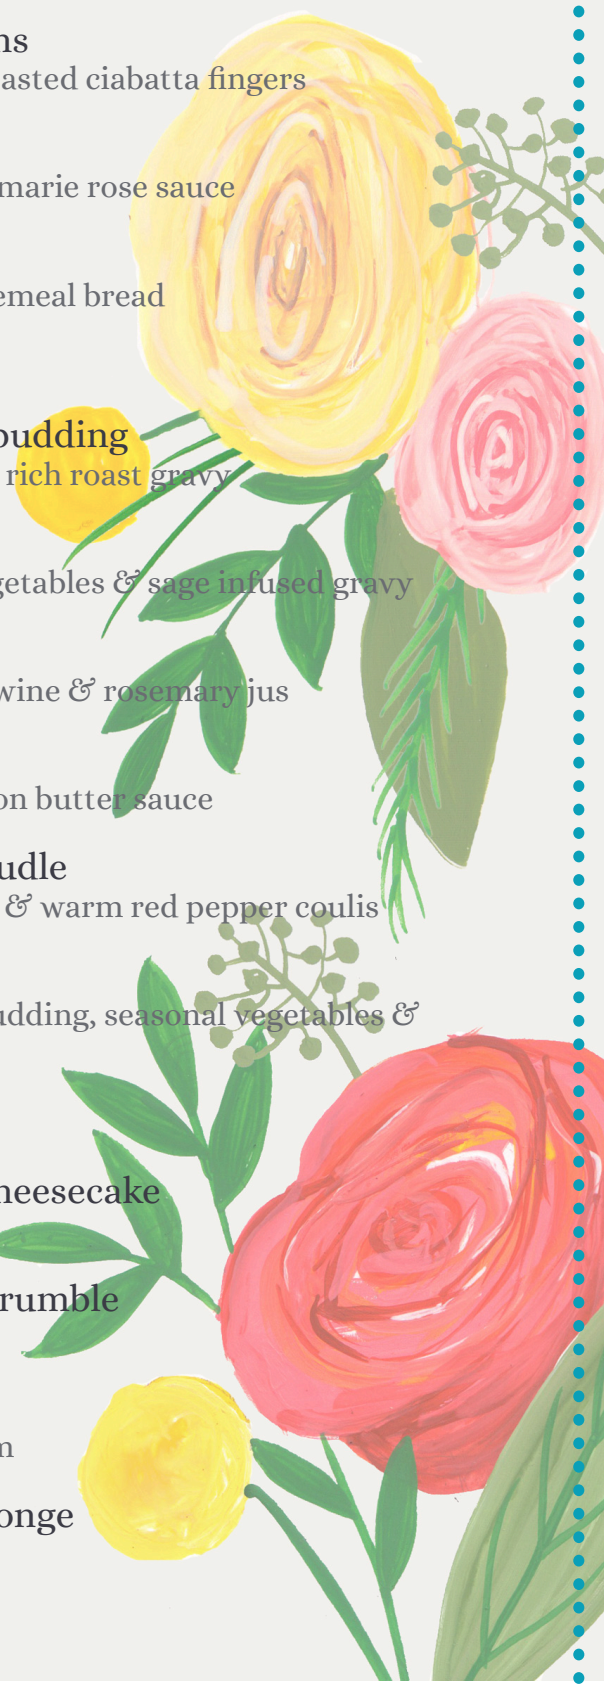 ns
asted ciabatta fingers
marie rose sauce
emeal bread
pudding
rich roast gravy
getables & sage infused gravy
wine & rosemary jus
on butter sauce
udle
& warm red pepper coulis
udding, seasonal vegetables &
heesecake
rumble
n
onge